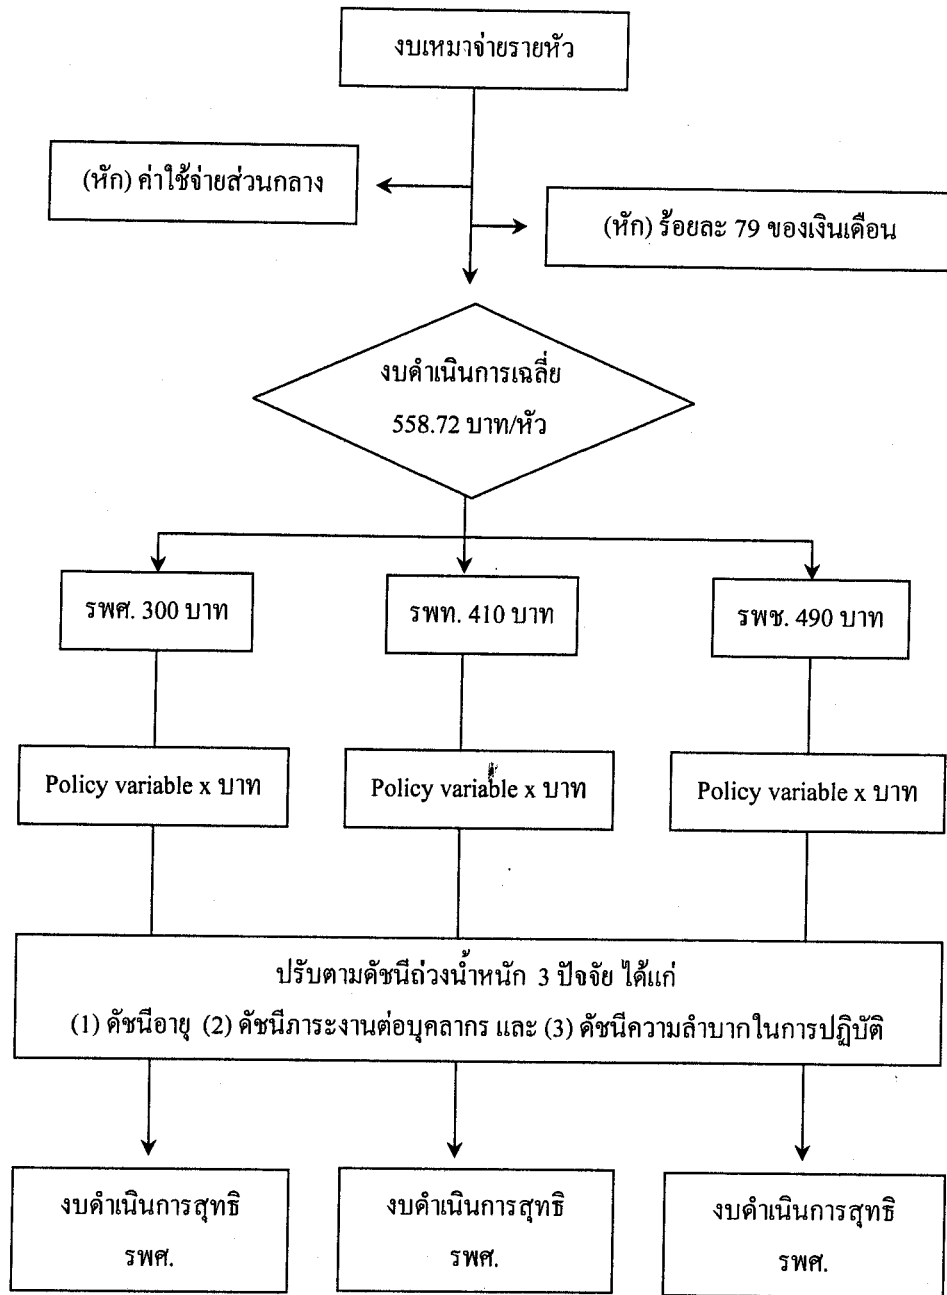 งบเหมาจ่ายรายหัว
(หัก) ค่าใช้จ่ายส่วนกลาง
(หัก) ร้อยละ 79 ของเงินเดือน
งบดำเนินการเฉลี่ย
558.72 บาท/หัว
รพศ. 300 บาท
รพท. 410 บาท
รพช. 490 บาท
Policy variable x บาท
Policy variable x บาท
Policy variable x บาท
ปรับตามดัชนีถ่วงน้ำหนัก 3 ปัจจัย ได้แก่
(1) ดัชนีอายุ (2) ดัชนีภาระงานต่อบุคลากร และ (3) ดัชนีความลำบากในการปฏิบัติ
งบดำเนินการสุทธิ
รพศ.
งบดำเนินการสุทธิ
รพศ.
งบดำเนินการสุทธิ
รพศ.